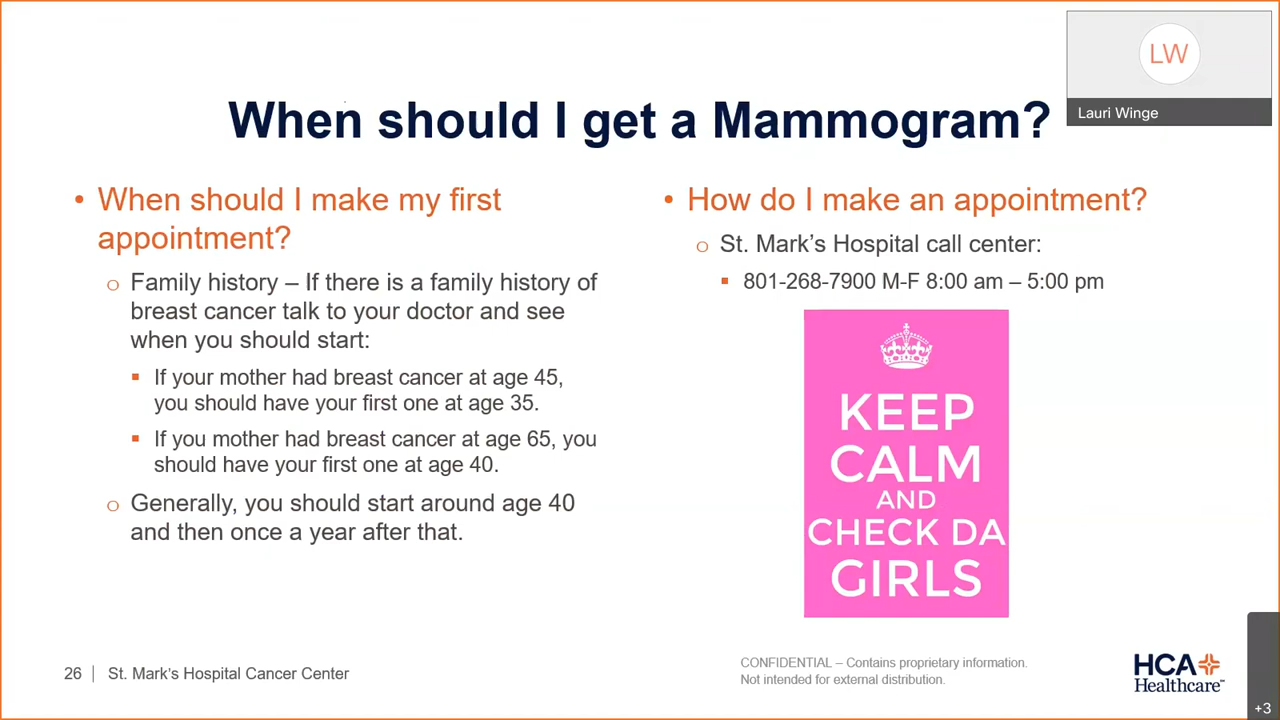 LW
Lauri Winge
When should I get a Mammogram?
• When should I make my first
appointment?
o Family history – If there is a family history of
breast cancer talk to your doctor and see
when you should start:
▪ If your mother had breast cancer at age 45,
you should have your first one at age 35.
▪ If you mother had breast cancer at age 65, you
should have your first one at age 40.
o Generally, you should start around age 40
and then once a year after that.
• How do I make an appointment?
o St. Mark's Hospital call center:
▪ 801-268-7900 M-F 8:00 am – 5:00 pm
KEEP
CALM
AND
CHECK DA
GIRLS
26 | St. Mark's Hospital Cancer Center
CONFIDENTIAL – Contains proprietary information.
Not intended for external distribution.
HCA
Healthcare™
+3